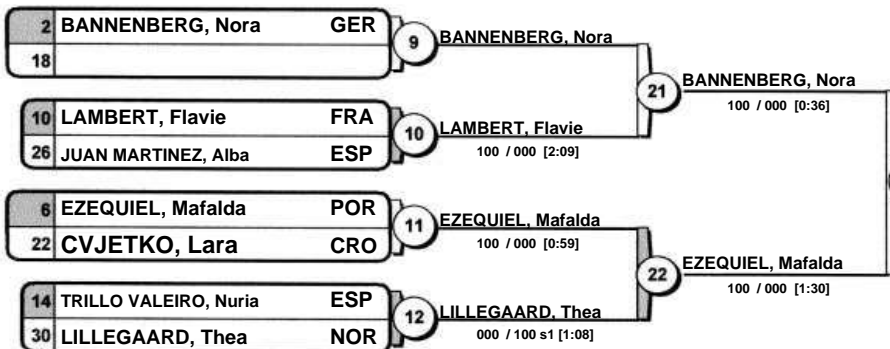 2 BANNENBERG, Nora GER
18
9
BANNENBERG, Nora
10 LAMBERT, Flavie FRA
26 JUAN MARTINEZ, Alba ESP
10
LAMBERT, Flavie
100 / 000 [2:09]
21
BANNENBERG, Nora
100 / 000 [0:36]
6 EZEQUIEL, Mafalda POR
22 CVJETKO, Lara CRO
11
EZEQUIEL, Mafalda
100 / 000 [0:59]
14 TRILLO VALEIRO, Nuria ESP
30 LILLEGAARD, Thea NOR
12
LILLEGAARD, Thea
000 / 100 s1 [1:08]
22
EZEQUIEL, Mafalda
100 / 000 [1:30]